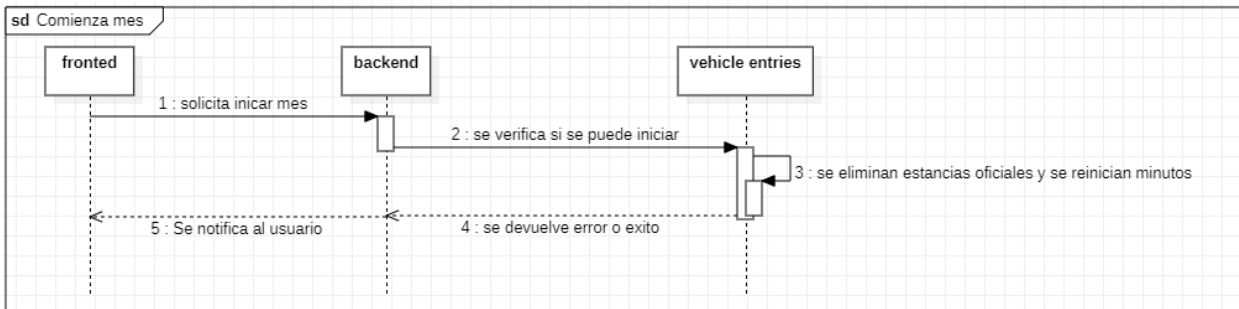 sd Comienza mes
fronted
backend
vehicle entries
1 : solicita inicar mes
2 : se verifica si se puede iniciar
3 : se eliminan estancias oficiales y se reinician minutos
4 : se devuelve error o exito
5 : Se notifica al usuario